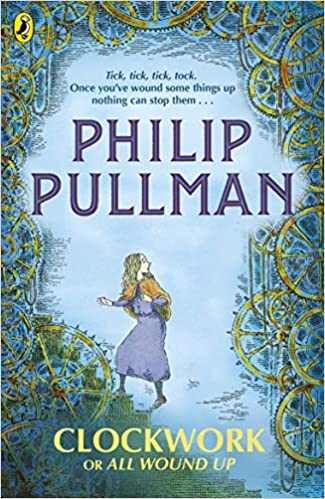 Tick, tick, tick, tock.
Once you've wound some things up
nothing can stop them . . .
PHILIP
PULLMAN
CLOCKWORK
OR ALL WOUND UP